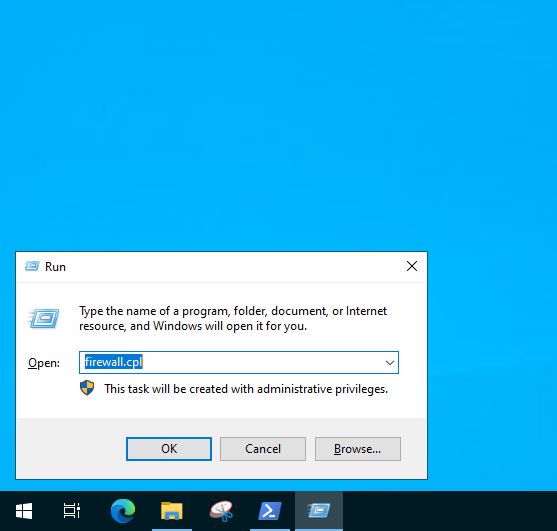 Run
Type the name of a program, folder, document, or Internet
resource, and Windows will open it for you.
Open:
firewall.cpl
This task will be created with administrative privileges.
OK
Cancel
Browse...